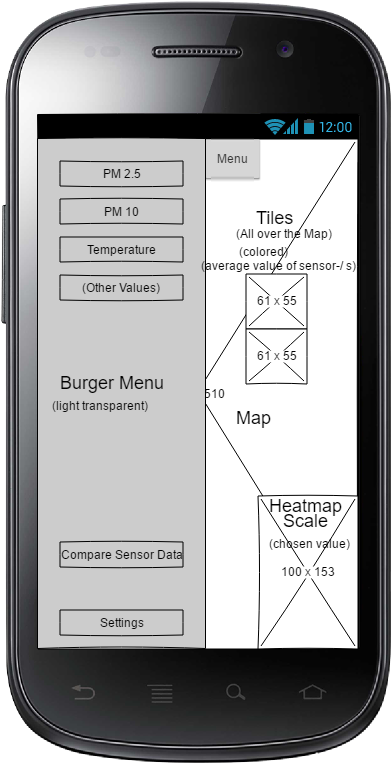 12:00
PM 2.5
PM 10
Temperature
(Other Values)
Burger Menu
(light transparent)
Compare Sensor Data
Settings
Menu
Tiles
(All over the Map)
(colored)
(average value of sensor-/ s)
61 x 55
61 x 55
510
Map
Heatmap
Scale
(chosen value)
100 x 153